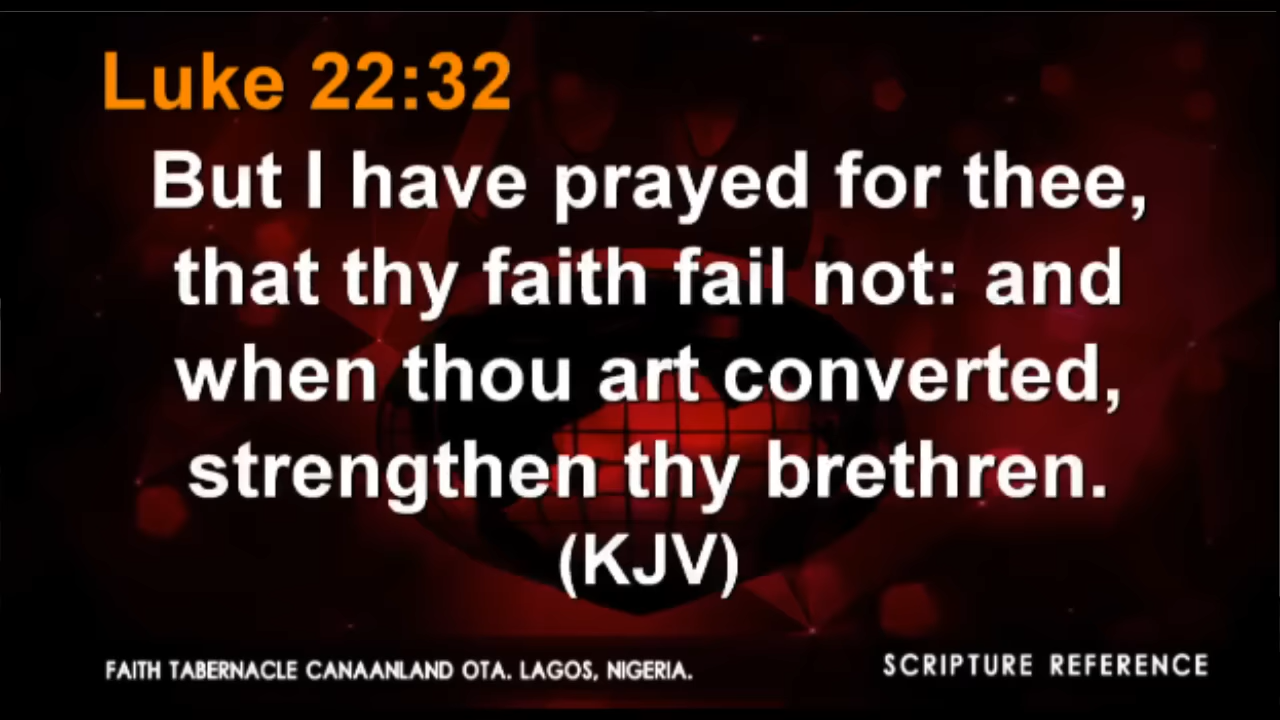 Luke 22:32
But I have prayed for thee,
that thy faith fail not: and
when thou art converted,
strengthen thy brethren.
(KJV)
FAITH TABERNACLE CANAANLAND OTA. LAGOS, NIGERIA.
SCRIPTURE REFERENCE